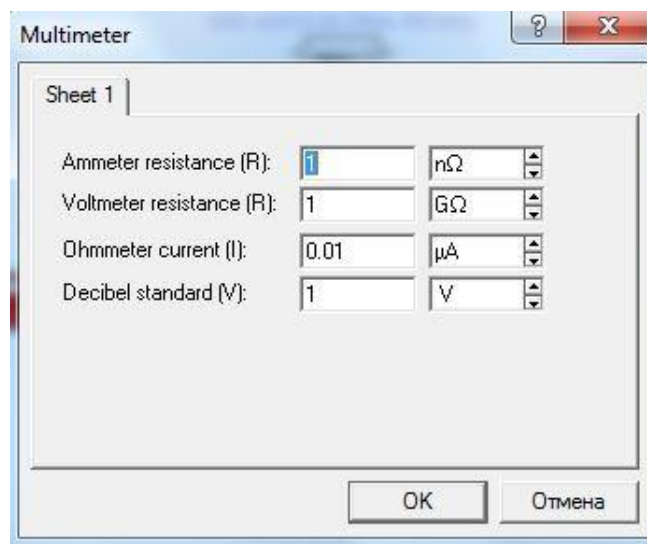 Multimeter
Sheet 1
Ammeter resistance (R): 1 nΩ
Voltmeter resistance (R): 1 GΩ
Ohmmeter current (I): 0.01 µA
Decibel standard (V): 1 V
OK Отмена